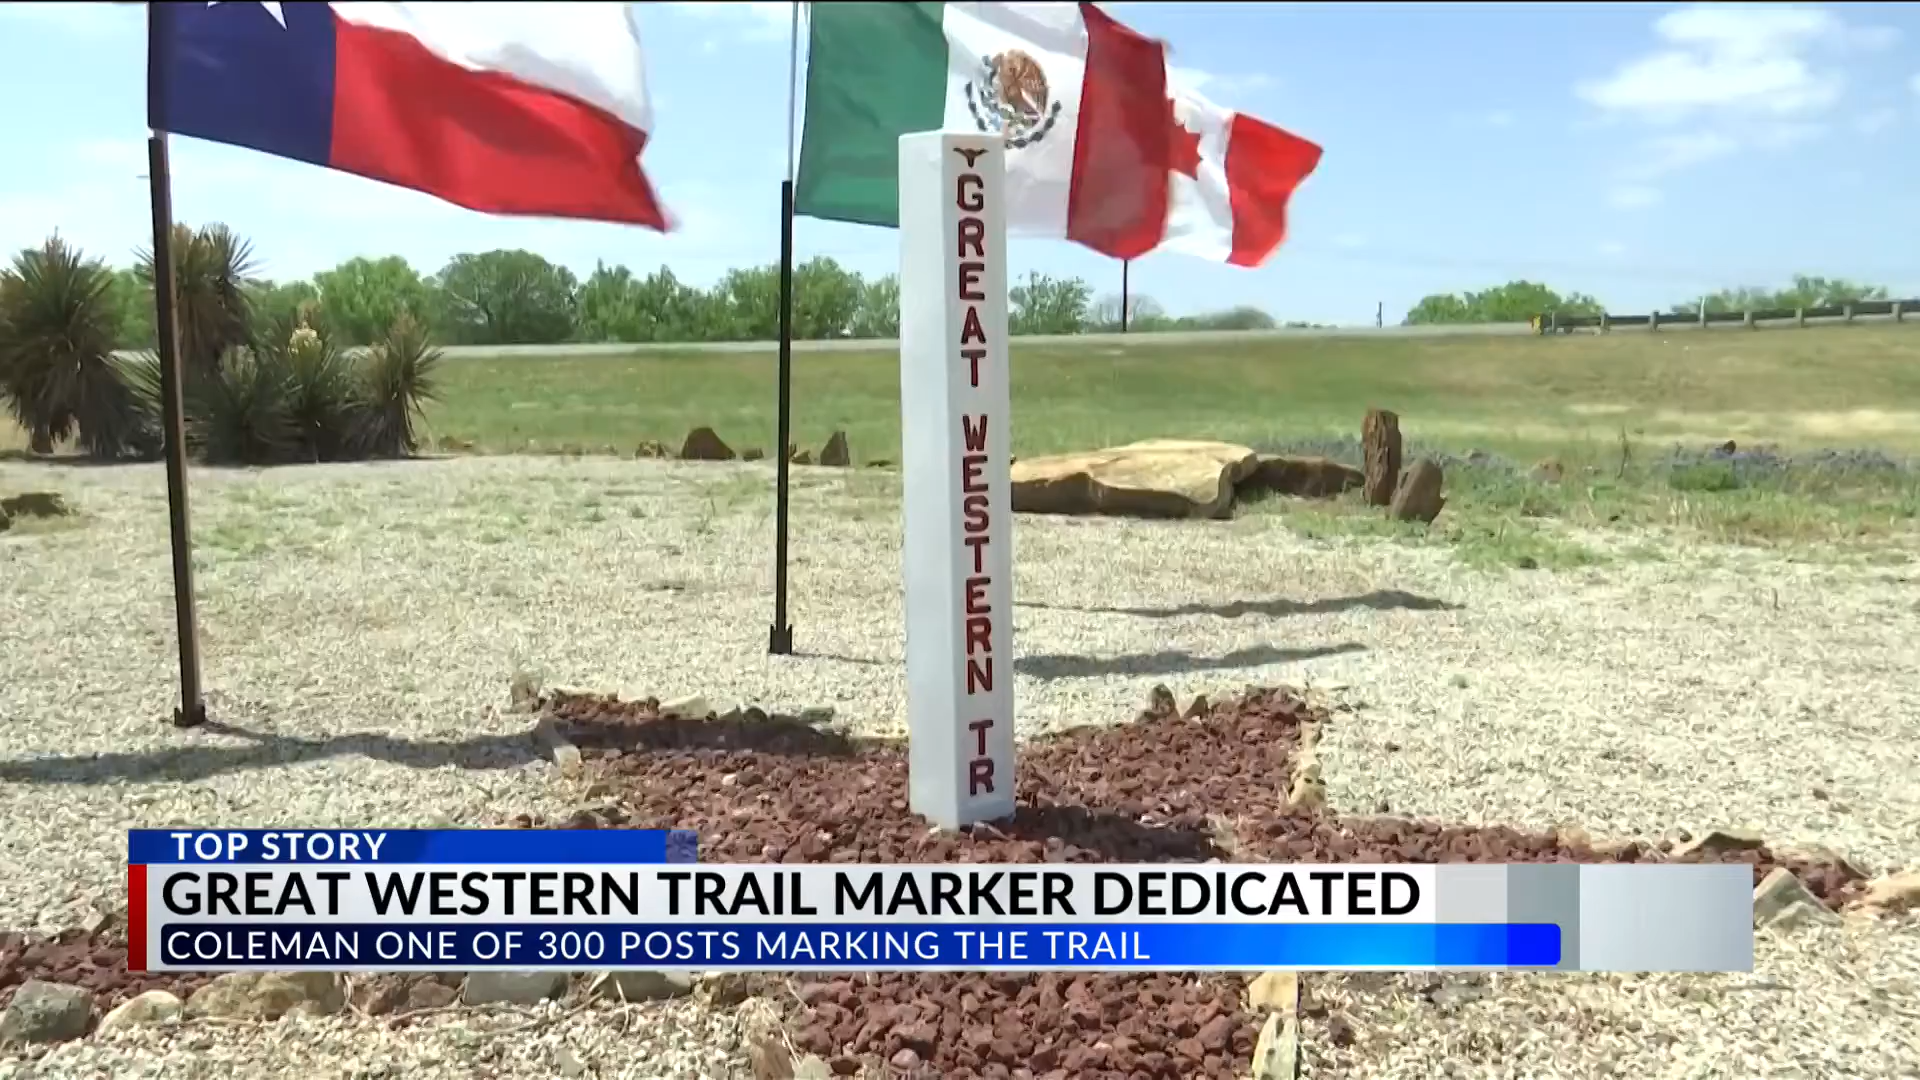 GREAT WESTERN TR
TOP STORY
GREAT WESTERN TRAIL MARKER DEDICATED
COLEMAN ONE OF 300 POSTS MARKING THE TRAIL